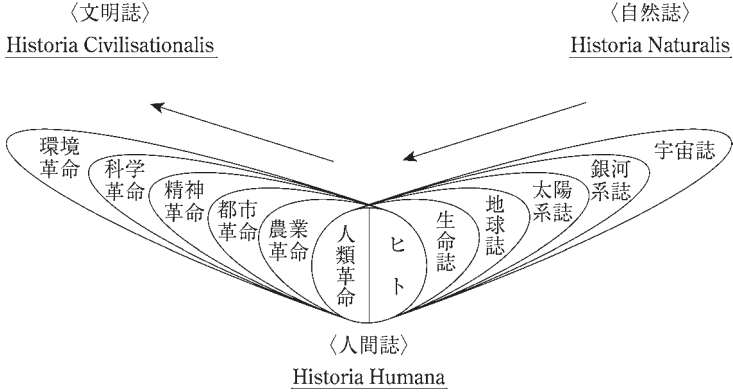 〈文明誌〉
Historia Civilisationalis
〈自然誌〉
Historia Naturalis
環境
革命
科学
革命
精神
革命
都市
革命
農業
革命
人類革命
ヒト
生命誌
地球誌
太陽
系誌
銀河
系誌
宇宙誌
〈人間誌〉
Historia Humana